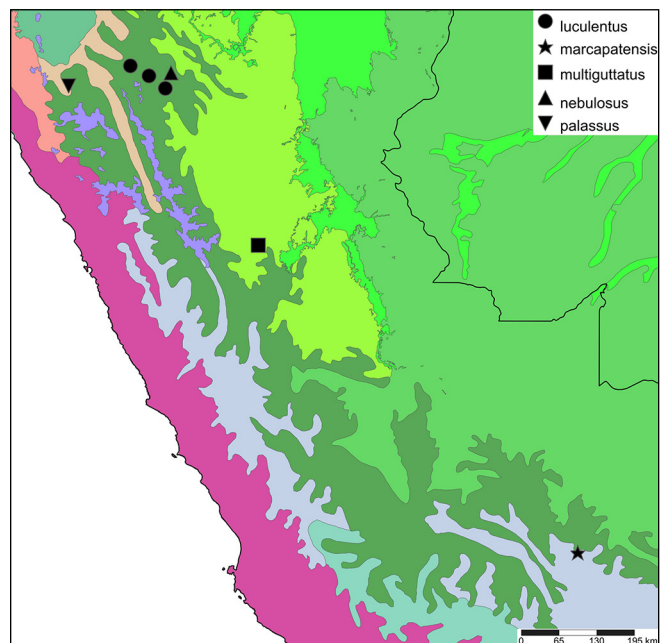 luculentus
marcapatensis
multiguttatus
nebulosus
palassus
0 65 130 195 km